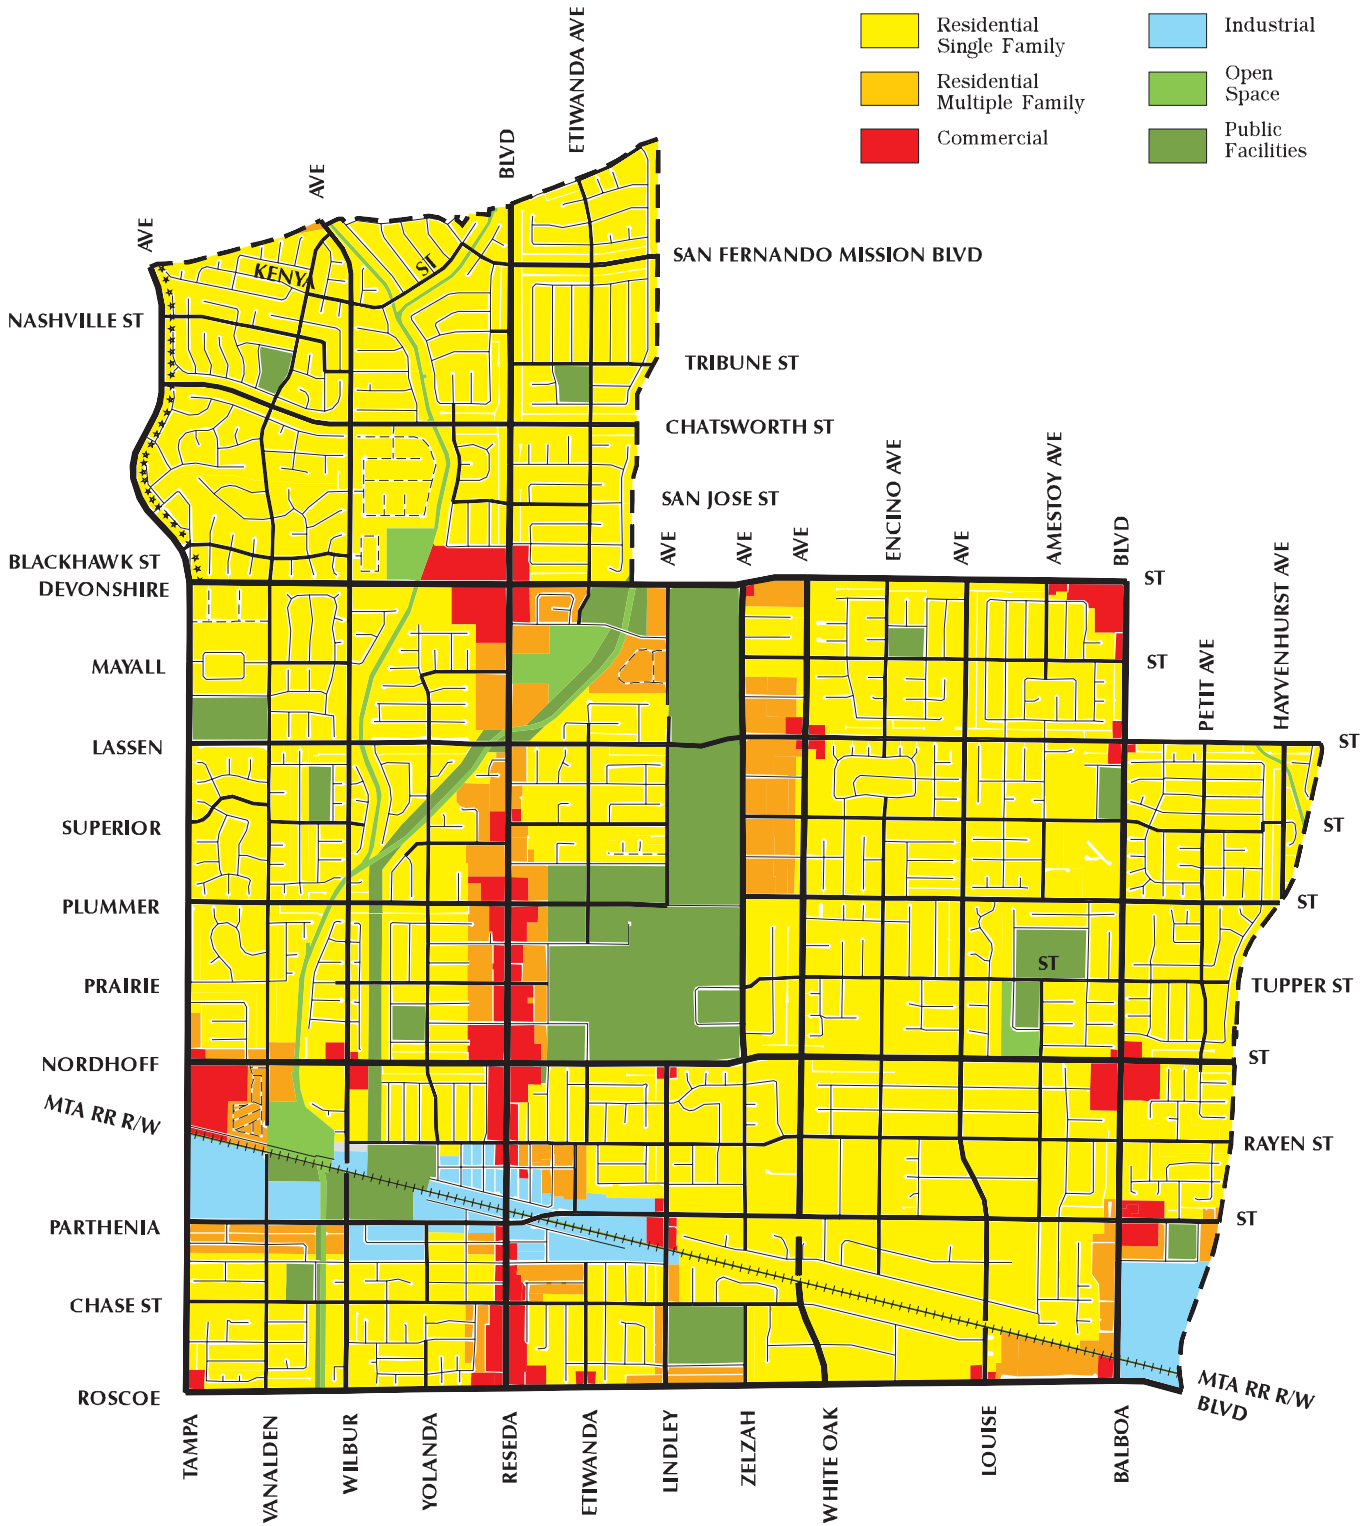 Residential
Single Family
Residential
Multiple Family
Commercial
Industrial
Open
Space
Public
Facilities
AVE
AVE
BLVD
ETIWANDA AVE
KENYA
ST
SAN FERNANDO MISSION BLVD
NASHVILLE ST
TRIBUNE ST
CHATSWORTH ST
SAN JOSE ST
AVE
AVE
AVE
ENCINO AVE
AVE
AMESTOY AVE
BLVD
PETIT AVE
HAYVENHURST AVE
BLACKHAWK ST
DEVONSHIRE
ST
MAYALL
ST
LASSEN
ST
SUPERIOR
ST
PLUMMER
ST
PRAIRIE
ST
TUPPER ST
NORDHOFF
ST
MTA RR R/W
RAYEN ST
PARTHENIA
ST
CHASE ST
ROSCOE
MTA RR R/W
BLVD
TAMPA
VANALDEN
WILBUR
YOLANDA
RESEDA
ETIWANDA
LINDLEY
ZELZAH
WHITE OAK
LOUISE
BALBOA